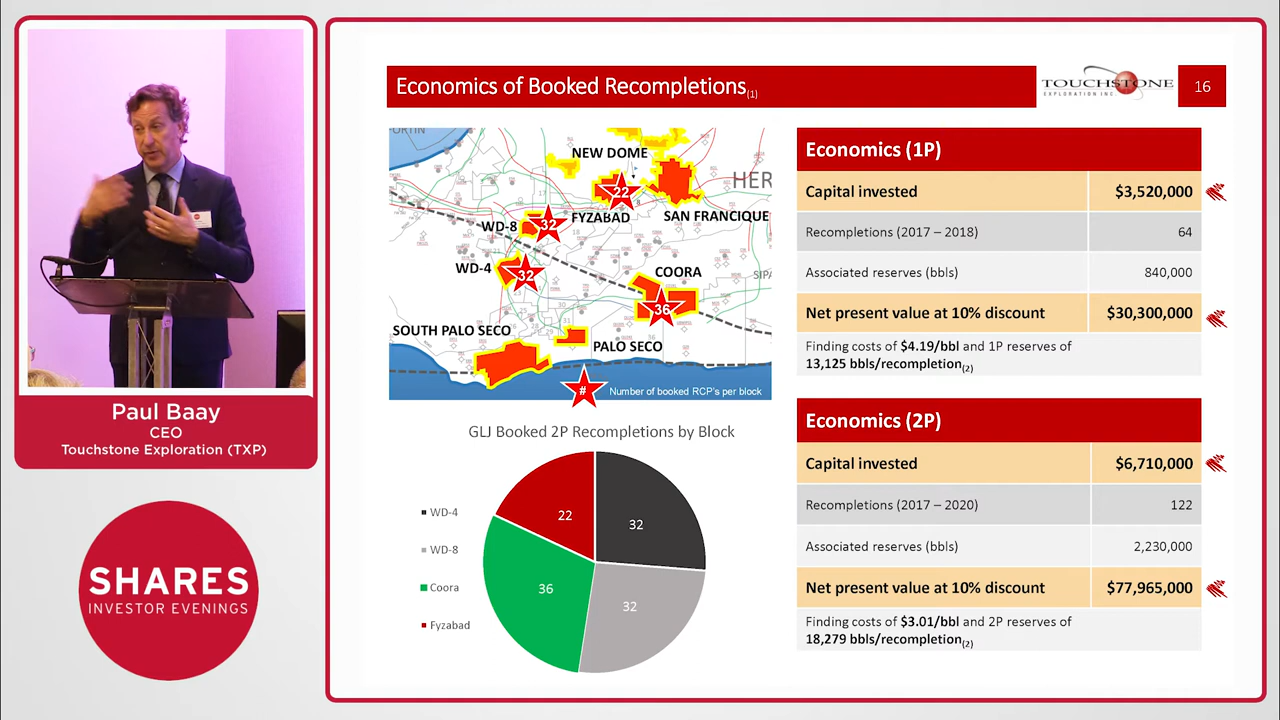 Economics of Booked Recompletions(1)
TOUCHSTONE
EXPLORATION INC.
16
ORTIN
NEW DOME
HER
22
FYZABAD
SAN FRANCIQUE
WD-8
32
WD-4
32
COORA
SIPA
36
SOUTH PALO SECO
PALO SECO
#
Number of booked RCP's per block
GLJ Booked 2P Recompletions by Block
WD-4
WD-8
Coora
Fyzabad
22
32
36
32
Economics (1P)
Capital invested $3,520,000
Recompletions (2017 – 2018) 64
Associated reserves (bbls) 840,000
Net present value at 10% discount $30,300,000
Finding costs of $4.19/bbl and 1P reserves of
13,125 bbls/recompletion(2)
Economics (2P)
Capital invested $6,710,000
Recompletions (2017 – 2020) 122
Associated reserves (bbls) 2,230,000
Net present value at 10% discount $77,965,000
Finding costs of $3.01/bbl and 2P reserves of
18,279 bbls/recompletion(2)
Paul Baay
CEO
Touchstone Exploration (TXP)
SHARES
INVESTOR EVENINGS